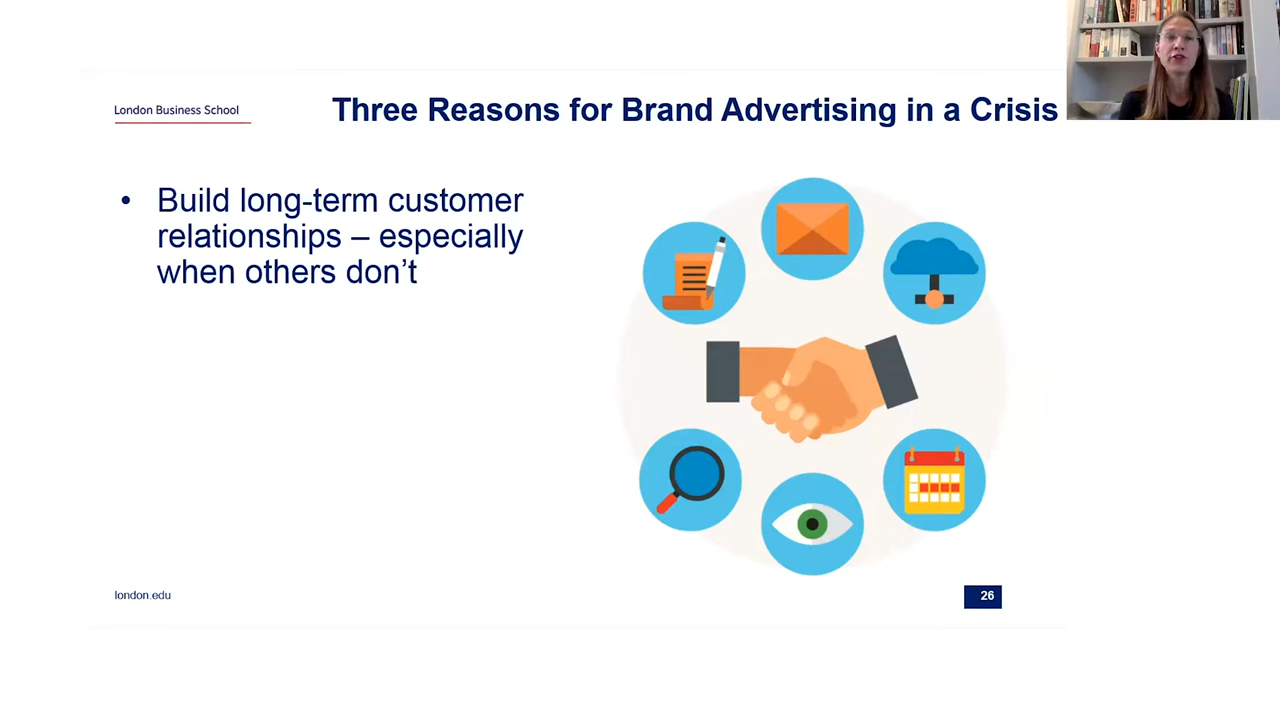 London Business School
Three Reasons for Brand Advertising in a Crisis
• Build long-term customer
relationships – especially
when others don’t
london.edu
26